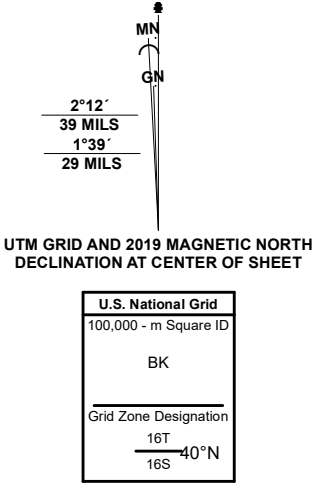 MN
GN
2°12´
39 MILS
1°39´
29 MILS
UTM GRID AND 2019 MAGNETIC NORTH
DECLINATION AT CENTER OF SHEET
U.S. National Grid
100,000 - m Square ID
BK
Grid Zone Designation
16T
40°N
16S